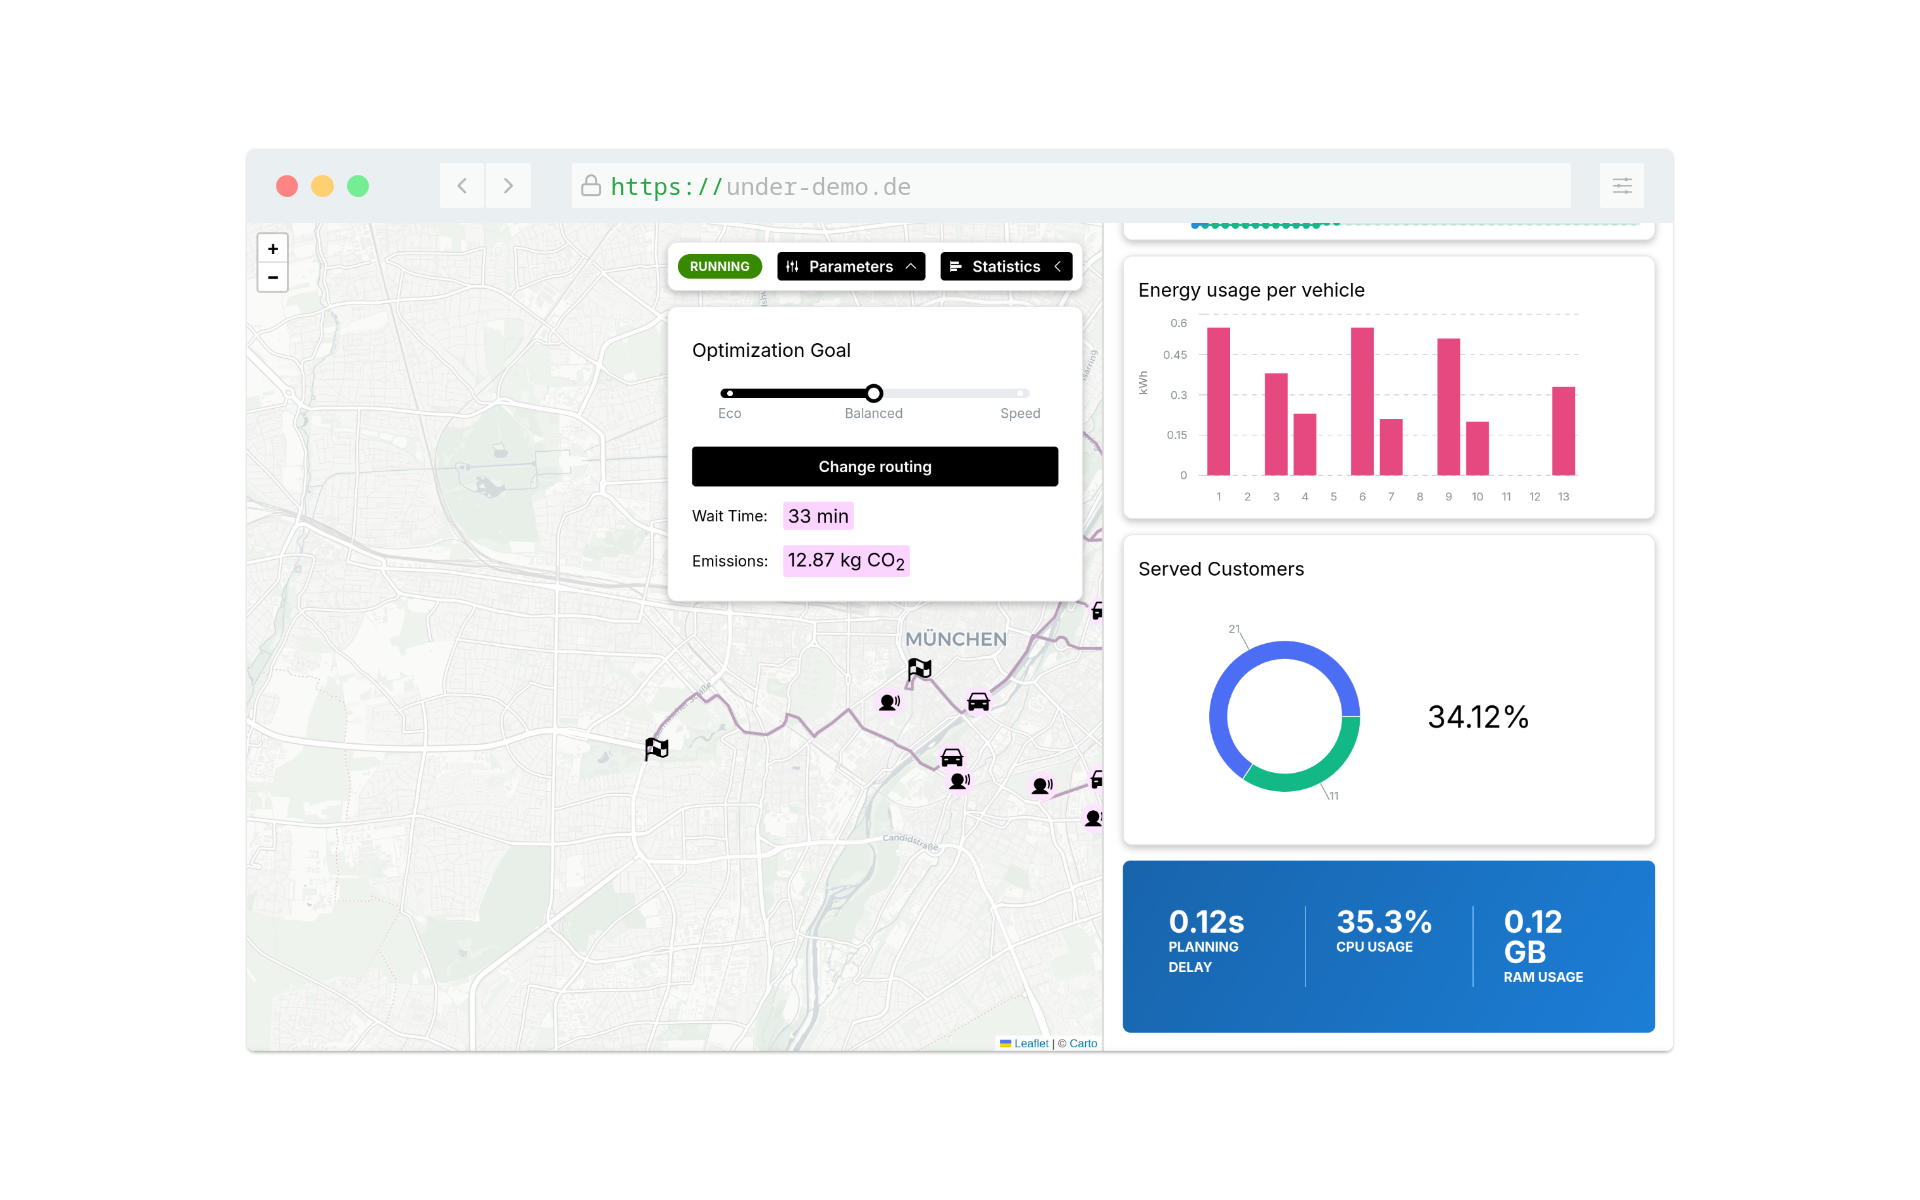 https://under-demo.de
+
−
RUNNING
Parameters
Statistics
Optimization Goal
Eco
Balanced
Speed
Change routing
Wait Time: 33 min
Emissions: 12.87 kg CO₂
MÜNCHEN
Candidstraße
Leaflet | © Carto
Energy usage per vehicle
kWh
0.6
0.45
0.3
0.15
0
1 2 3 4 5 6 7 8 9 10 11 12 13
Served Customers
21
11
34.12%
0.12s
PLANNING
DELAY
35.3%
CPU USAGE
0.12
GB
RAM USAGE